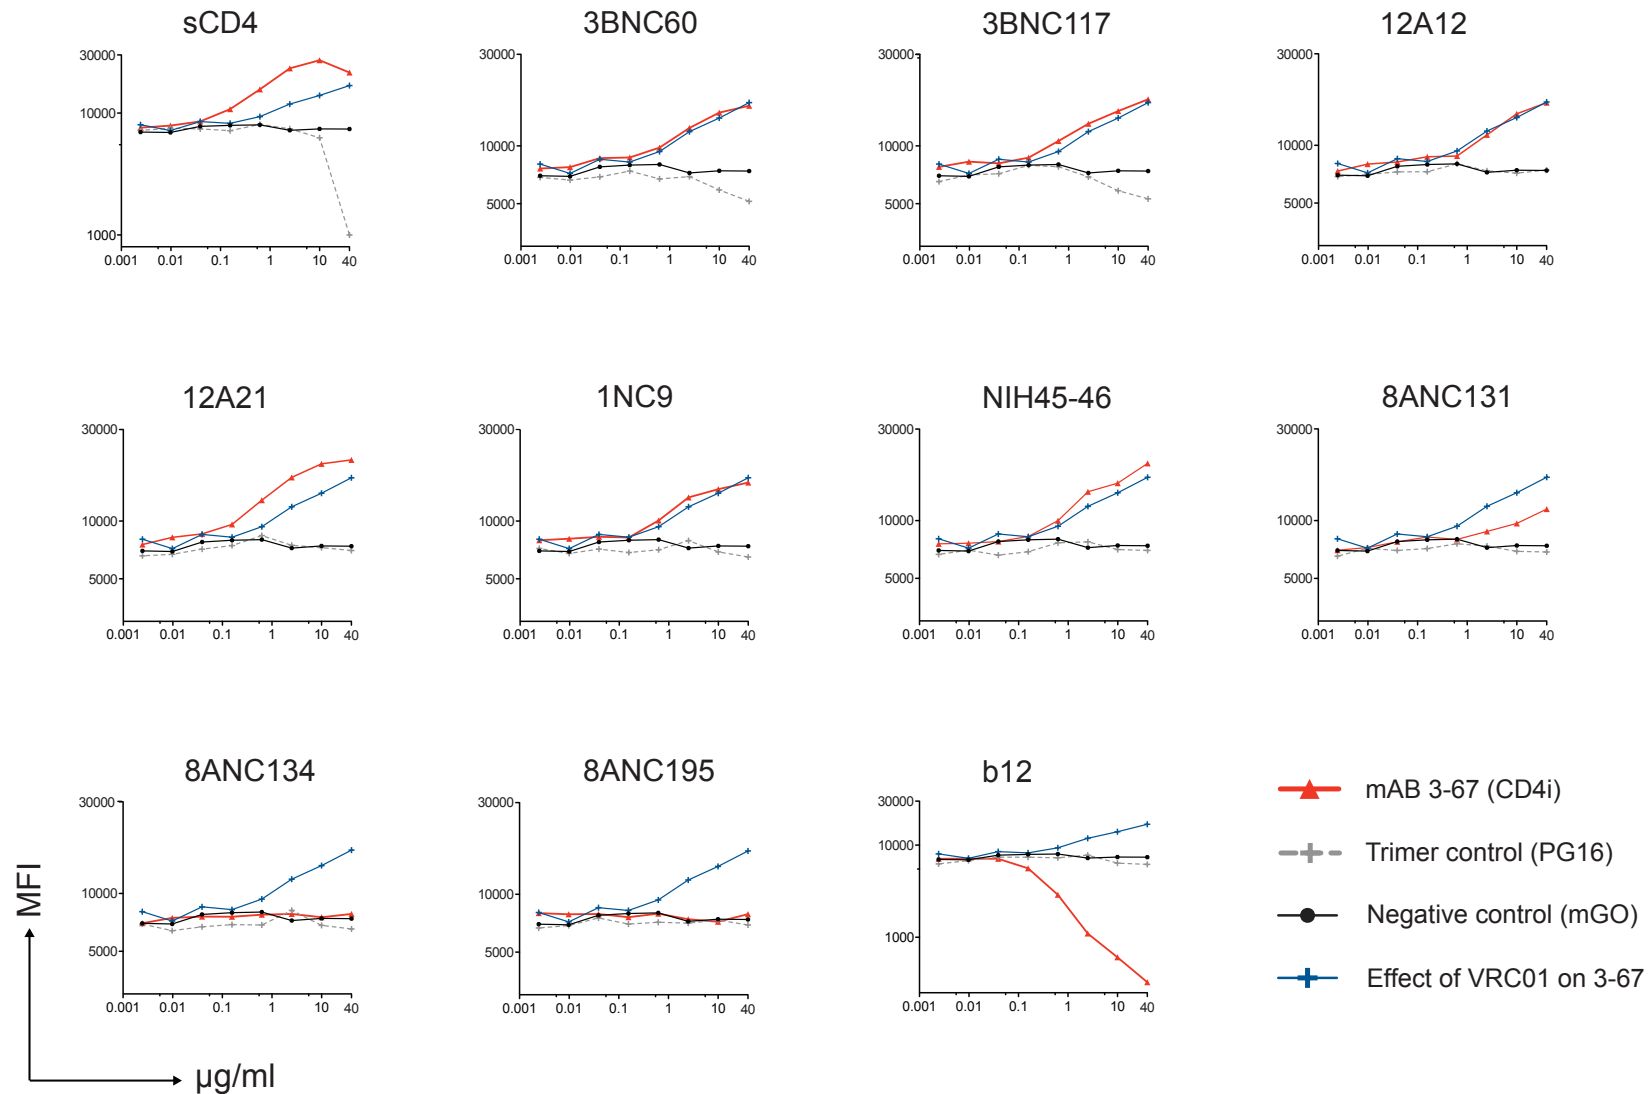 sCD4
3BNC60
3BNC117
12A12
30000
10000
1000
0.001 0.01 0.1 1 10 40
30000
10000
5000
0.001 0.01 0.1 1 10 40
30000
10000
5000
0.001 0.01 0.1 1 10 40
30000
10000
5000
0.001 0.01 0.1 1 10 40
12A21
1NC9
NIH45-46
8ANC131
30000
10000
5000
0.001 0.01 0.1 1 10 40
30000
10000
5000
0.001 0.01 0.1 1 10 40
30000
10000
5000
0.001 0.01 0.1 1 10 40
30000
10000
5000
0.001 0.01 0.1 1 10 40
8ANC134
8ANC195
b12
30000
10000
5000
0.001 0.01 0.1 1 10 40
30000
10000
5000
0.001 0.01 0.1 1 10 40
30000
10000
1000
0.001 0.01 0.1 1 10 40
mAB 3-67 (CD4i)
Trimer control (PG16)
Negative control (mGO)
Effect of VRC01 on 3-67
MFI
µg/ml